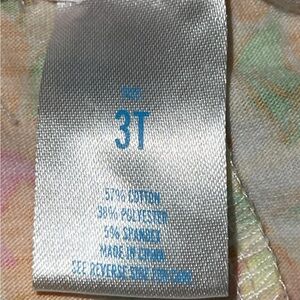 3T
57% COTTON
38% POLYESTER
5% SPANDEX
MADE IN CHINA
SEE REVERSE SIDE FOR CARE